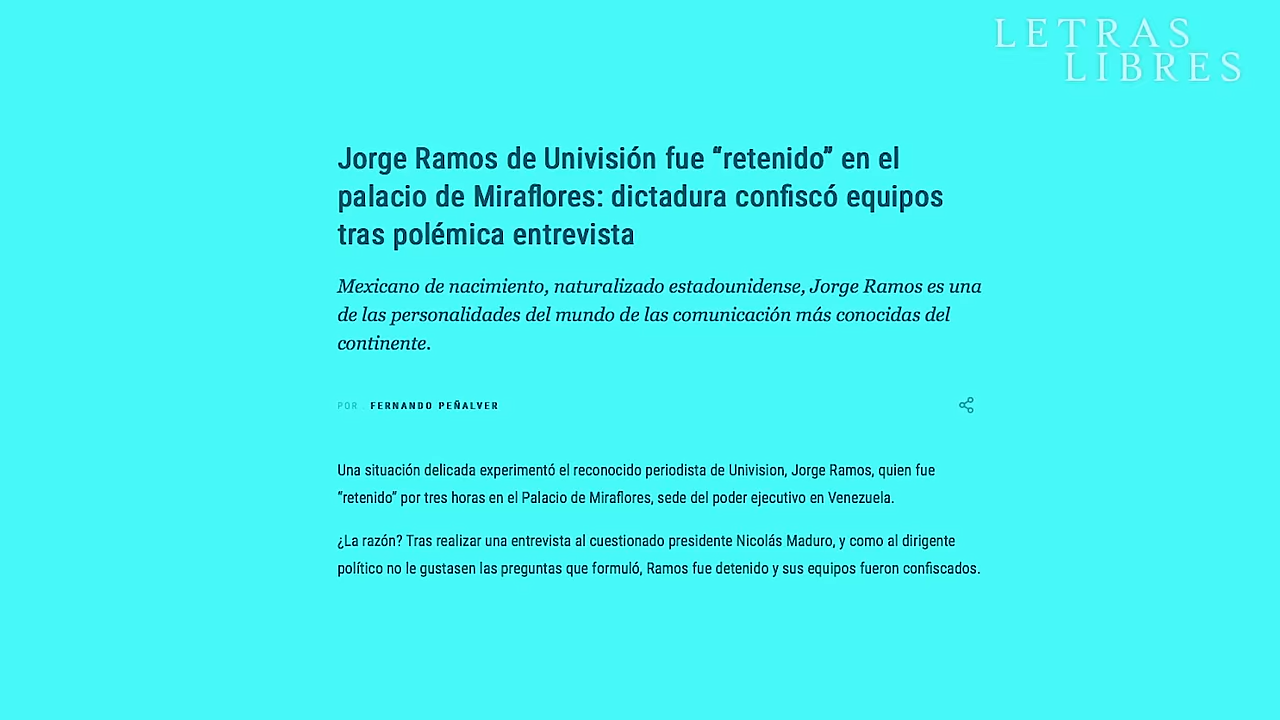 LETRAS
LIBRES
Jorge Ramos de Univisión fue “retenido” en el
palacio de Miraflores: dictadura confiscó equipos
tras polémica entrevista
Mexicano de nacimiento, naturalizado estadounidense, Jorge Ramos es una
de las personalidades del mundo de las comunicación más conocidas del
continente.
POR . FERNANDO PEÑALVER
Una situación delicada experimentó el reconocido periodista de Univision, Jorge Ramos, quien fue
“retenido” por tres horas en el Palacio de Miraflores, sede del poder ejecutivo en Venezuela.
¿La razón? Tras realizar una entrevista al cuestionado presidente Nicolás Maduro, y como al dirigente
político no le gustasen las preguntas que formuló, Ramos fue detenido y sus equipos fueron confiscados.